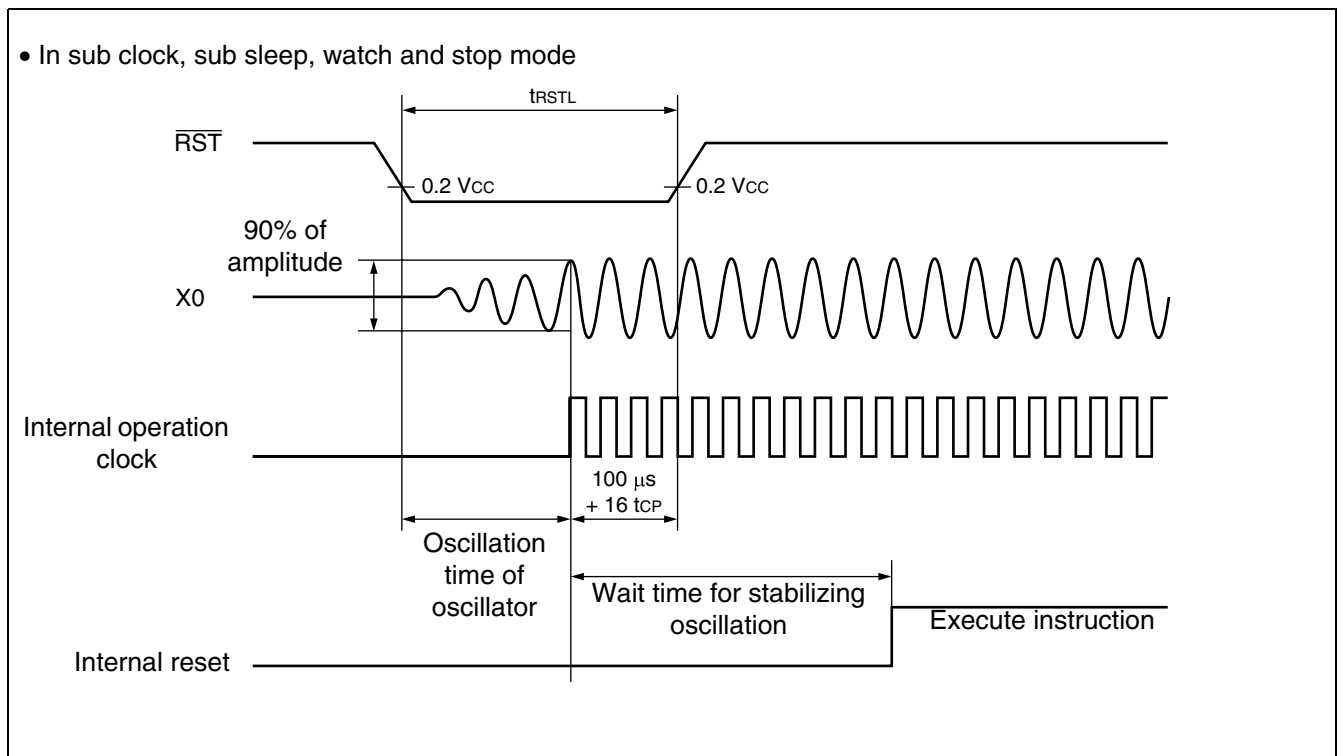 • In sub clock, sub sleep, watch and stop mode
tRSTL
RST
0.2 VCC
0.2 VCC
90% of
amplitude
X0
Internal operation
clock
100 μs
+ 16 tCP
Oscillation
time of
oscillator
Wait time for stabilizing
oscillation
Execute instruction
Internal reset